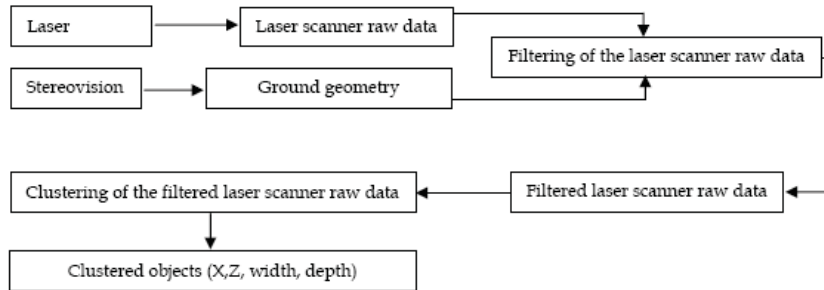 Laser
Laser scanner raw data
Filtering of the laser scanner raw data
Stereovision
Ground geometry
Clustering of the filtered laser scanner raw data
Filtered laser scanner raw data
Clustered objects (X,Z, width, depth)